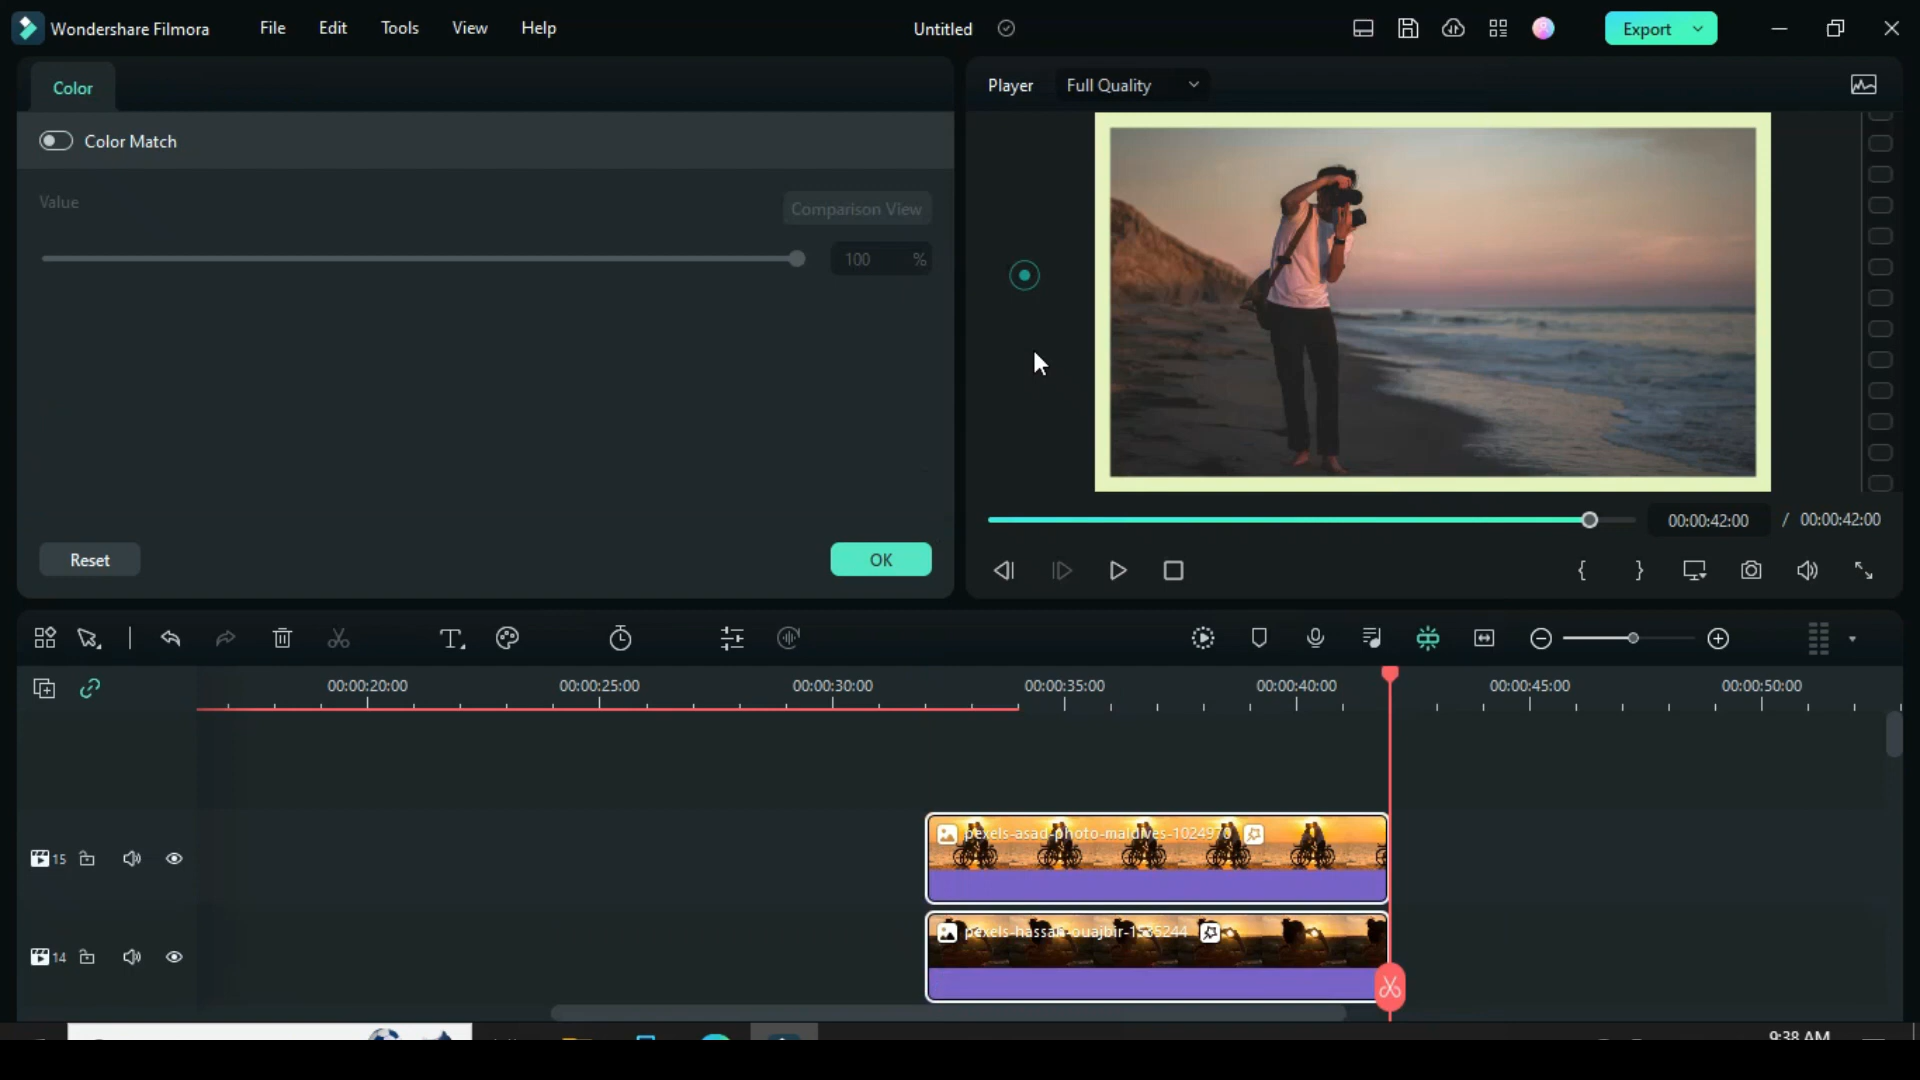 Wondershare Filmora File Edit Tools View Help Untitled Export
Color
Player Full Quality
Color Match
Value
Comparison View
100 %
Reset OK
00:00:42:00 / 00:00:42:00
00:00:20:00 00:00:25:00 00:00:30:00 00:00:35:00 00:00:40:00 00:00:45:00 00:00:50:00
pexels-asad-photo-maldives-1024970
15
pexels-hassan-ouajbir-1535244
14
9:38 AM